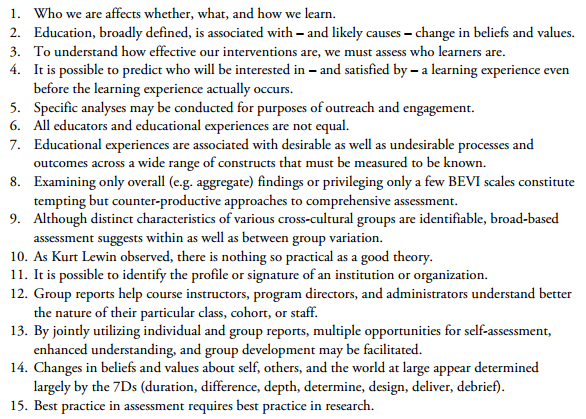 1. Who we are affects whether, what, and how we learn.
2. Education, broadly defined, is associated with – and likely causes – change in beliefs and values.
3. To understand how effective our interventions are, we must assess who learners are.
4. It is possible to predict who will be interested in – and satisfied by – a learning experience even
before the learning experience actually occurs.
5. Specific analyses may be conducted for purposes of outreach and engagement.
6. All educators and educational experiences are not equal.
7. Educational experiences are associated with desirable as well as undesirable processes and
outcomes across a wide range of constructs that must be measured to be known.
8. Examining only overall (e.g. aggregate) findings or privileging only a few BEVI scales constitute
tempting but counter-productive approaches to comprehensive assessment.
9. Although distinct characteristics of various cross-cultural groups are identifiable, broad-based
assessment suggests within as well as between group variation.
10. As Kurt Lewin observed, there is nothing so practical as a good theory.
11. It is possible to identify the profile or signature of an institution or organization.
12. Group reports help course instructors, program directors, and administrators understand better
the nature of their particular class, cohort, or staff.
13. By jointly utilizing individual and group reports, multiple opportunities for self-assessment,
enhanced understanding, and group development may be facilitated.
14. Changes in beliefs and values about self, others, and the world at large appear determined
largely by the 7Ds (duration, difference, depth, determine, design, deliver, debrief).
15. Best practice in assessment requires best practice in research.